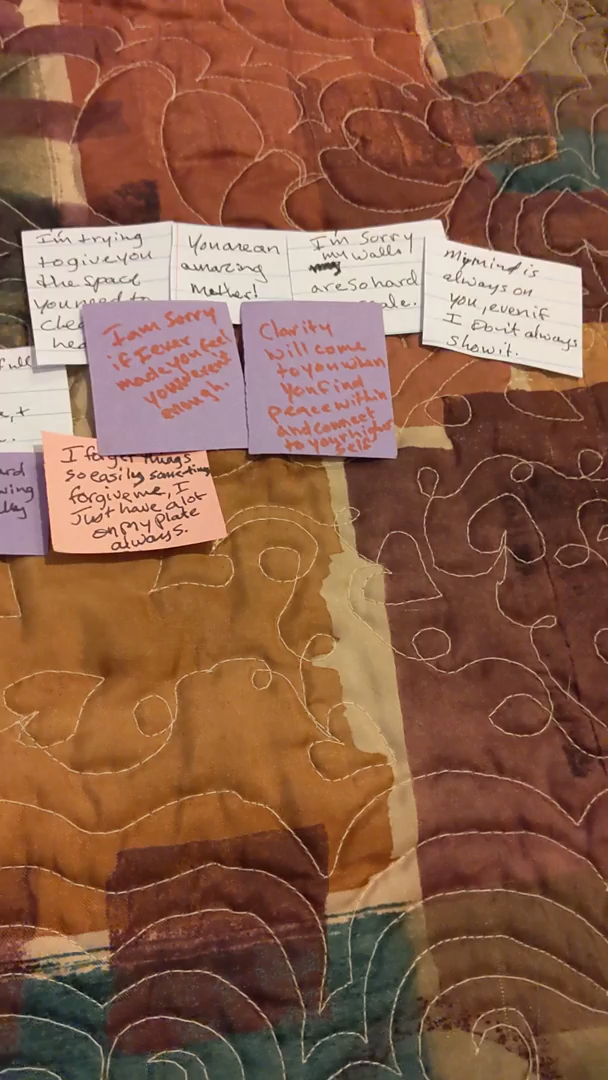 I'm trying
to give you
the space
you need to
You are an
amazing
Mother!
I'm Sorry
my walls
are so hard
My mind is
always on
you, even if
I Don't always
show it.
I am Sorry
if I ever
made you feel
you weren't
enough.
Clarity
will come
to you when
you find
peace within
and connect
to your higher
self
full
I forget things
so easily sometimes
forgive me, I
Just have a lot
on my plate
always.